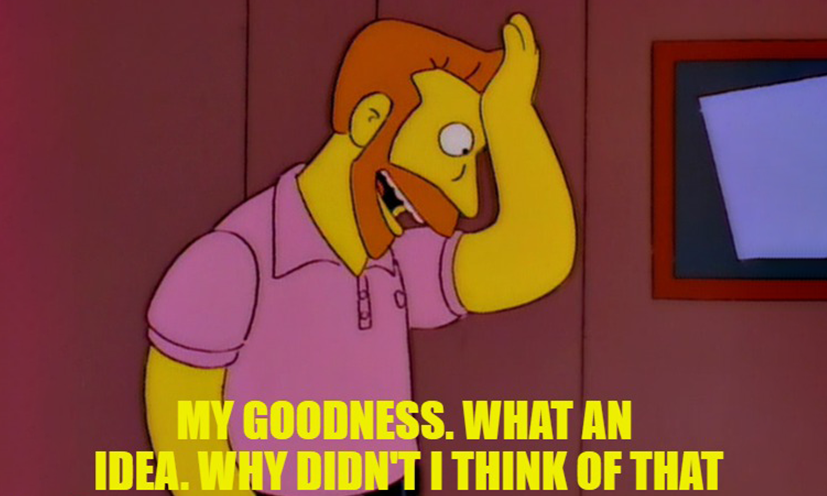 MY GOODNESS. WHAT AN
IDEA. WHY DIDN'T I THINK OF THAT